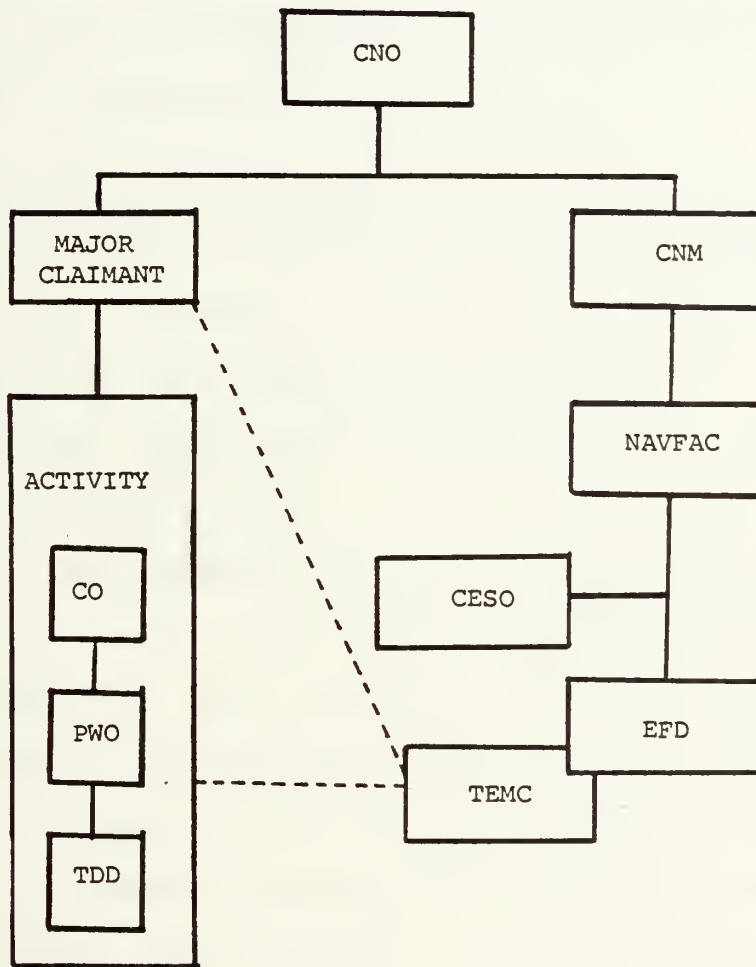 CNO
MAJOR
CLAIMANT
CNM
ACTIVITY
NAVFAC
CO
CESO
PWO
EFD
TEMC
TDD